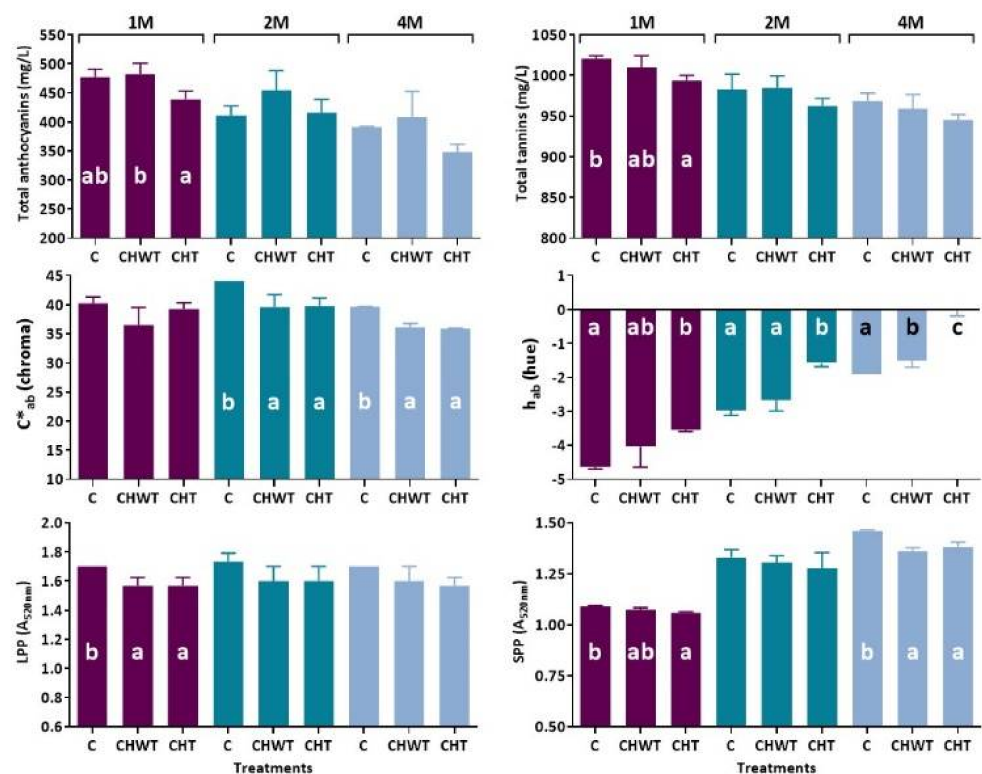 1M 2M 4M
Total anthocyanins (mg/L)
550
500
450
400
350
300
250
200
ab b a
C CHWT CHT C CHWT CHT C CHWT CHT
1M 2M 4M
Total tannins (mg/L)
1050
1000
950
900
850
800
b ab a
C CHWT CHT C CHWT CHT C CHWT CHT
C*ab (chroma)
45
40
35
30
25
20
15
10
b a a b a a
C CHWT CHT C CHWT CHT C CHWT CHT
hab (hue)
1
0
-1
-2
-3
-4
-5
a ab b a a b a b c
C CHWT CHT C CHWT CHT C CHWT CHT
LPP (A520nm)
2.0
1.8
1.6
1.4
1.2
1.0
0.8
0.6
b a a
C CHWT CHT C CHWT CHT C CHWT CHT
Treatments
SPP (A520nm)
1.50
1.25
1.00
0.75
0.50
b ab a b a a
C CHWT CHT C CHWT CHT C CHWT CHT
Treatments